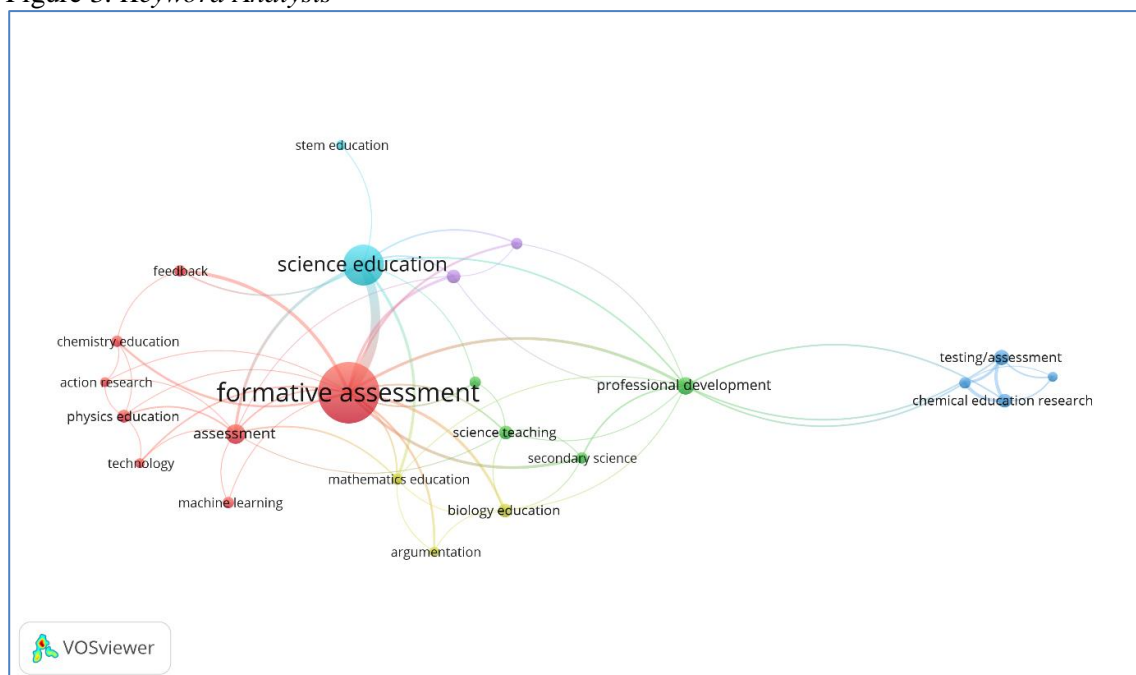 Figure 3. Keyword Analysis
stem education
science education
feedback
chemistry education
testing/assessment
action research
professional development
formative assessment
chemical education research
physics education
assessment
science teaching
technology
secondary science
mathematics education
machine learning
biology education
argumentation
VOSviewer